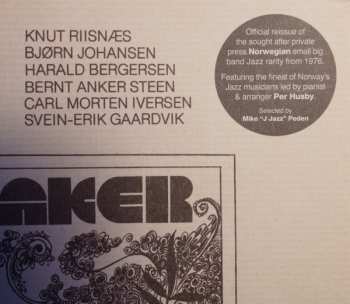 KNUT RIISNÆS
BJØRN JOHANSEN
HARALD BERGERSEN
BERNT ANKER STEEN
CARL MORTEN IVERSEN
SVEIN-ERIK GAARDVIK
Official reissue of
the sought after private
press Norwegian small big
band Jazz rarity from 1976.
Featuring the finest of Norway's
Jazz musicians led by pianist
& arranger Per Husby.
Selected by
Mike "J Jazz" Peden
AKER